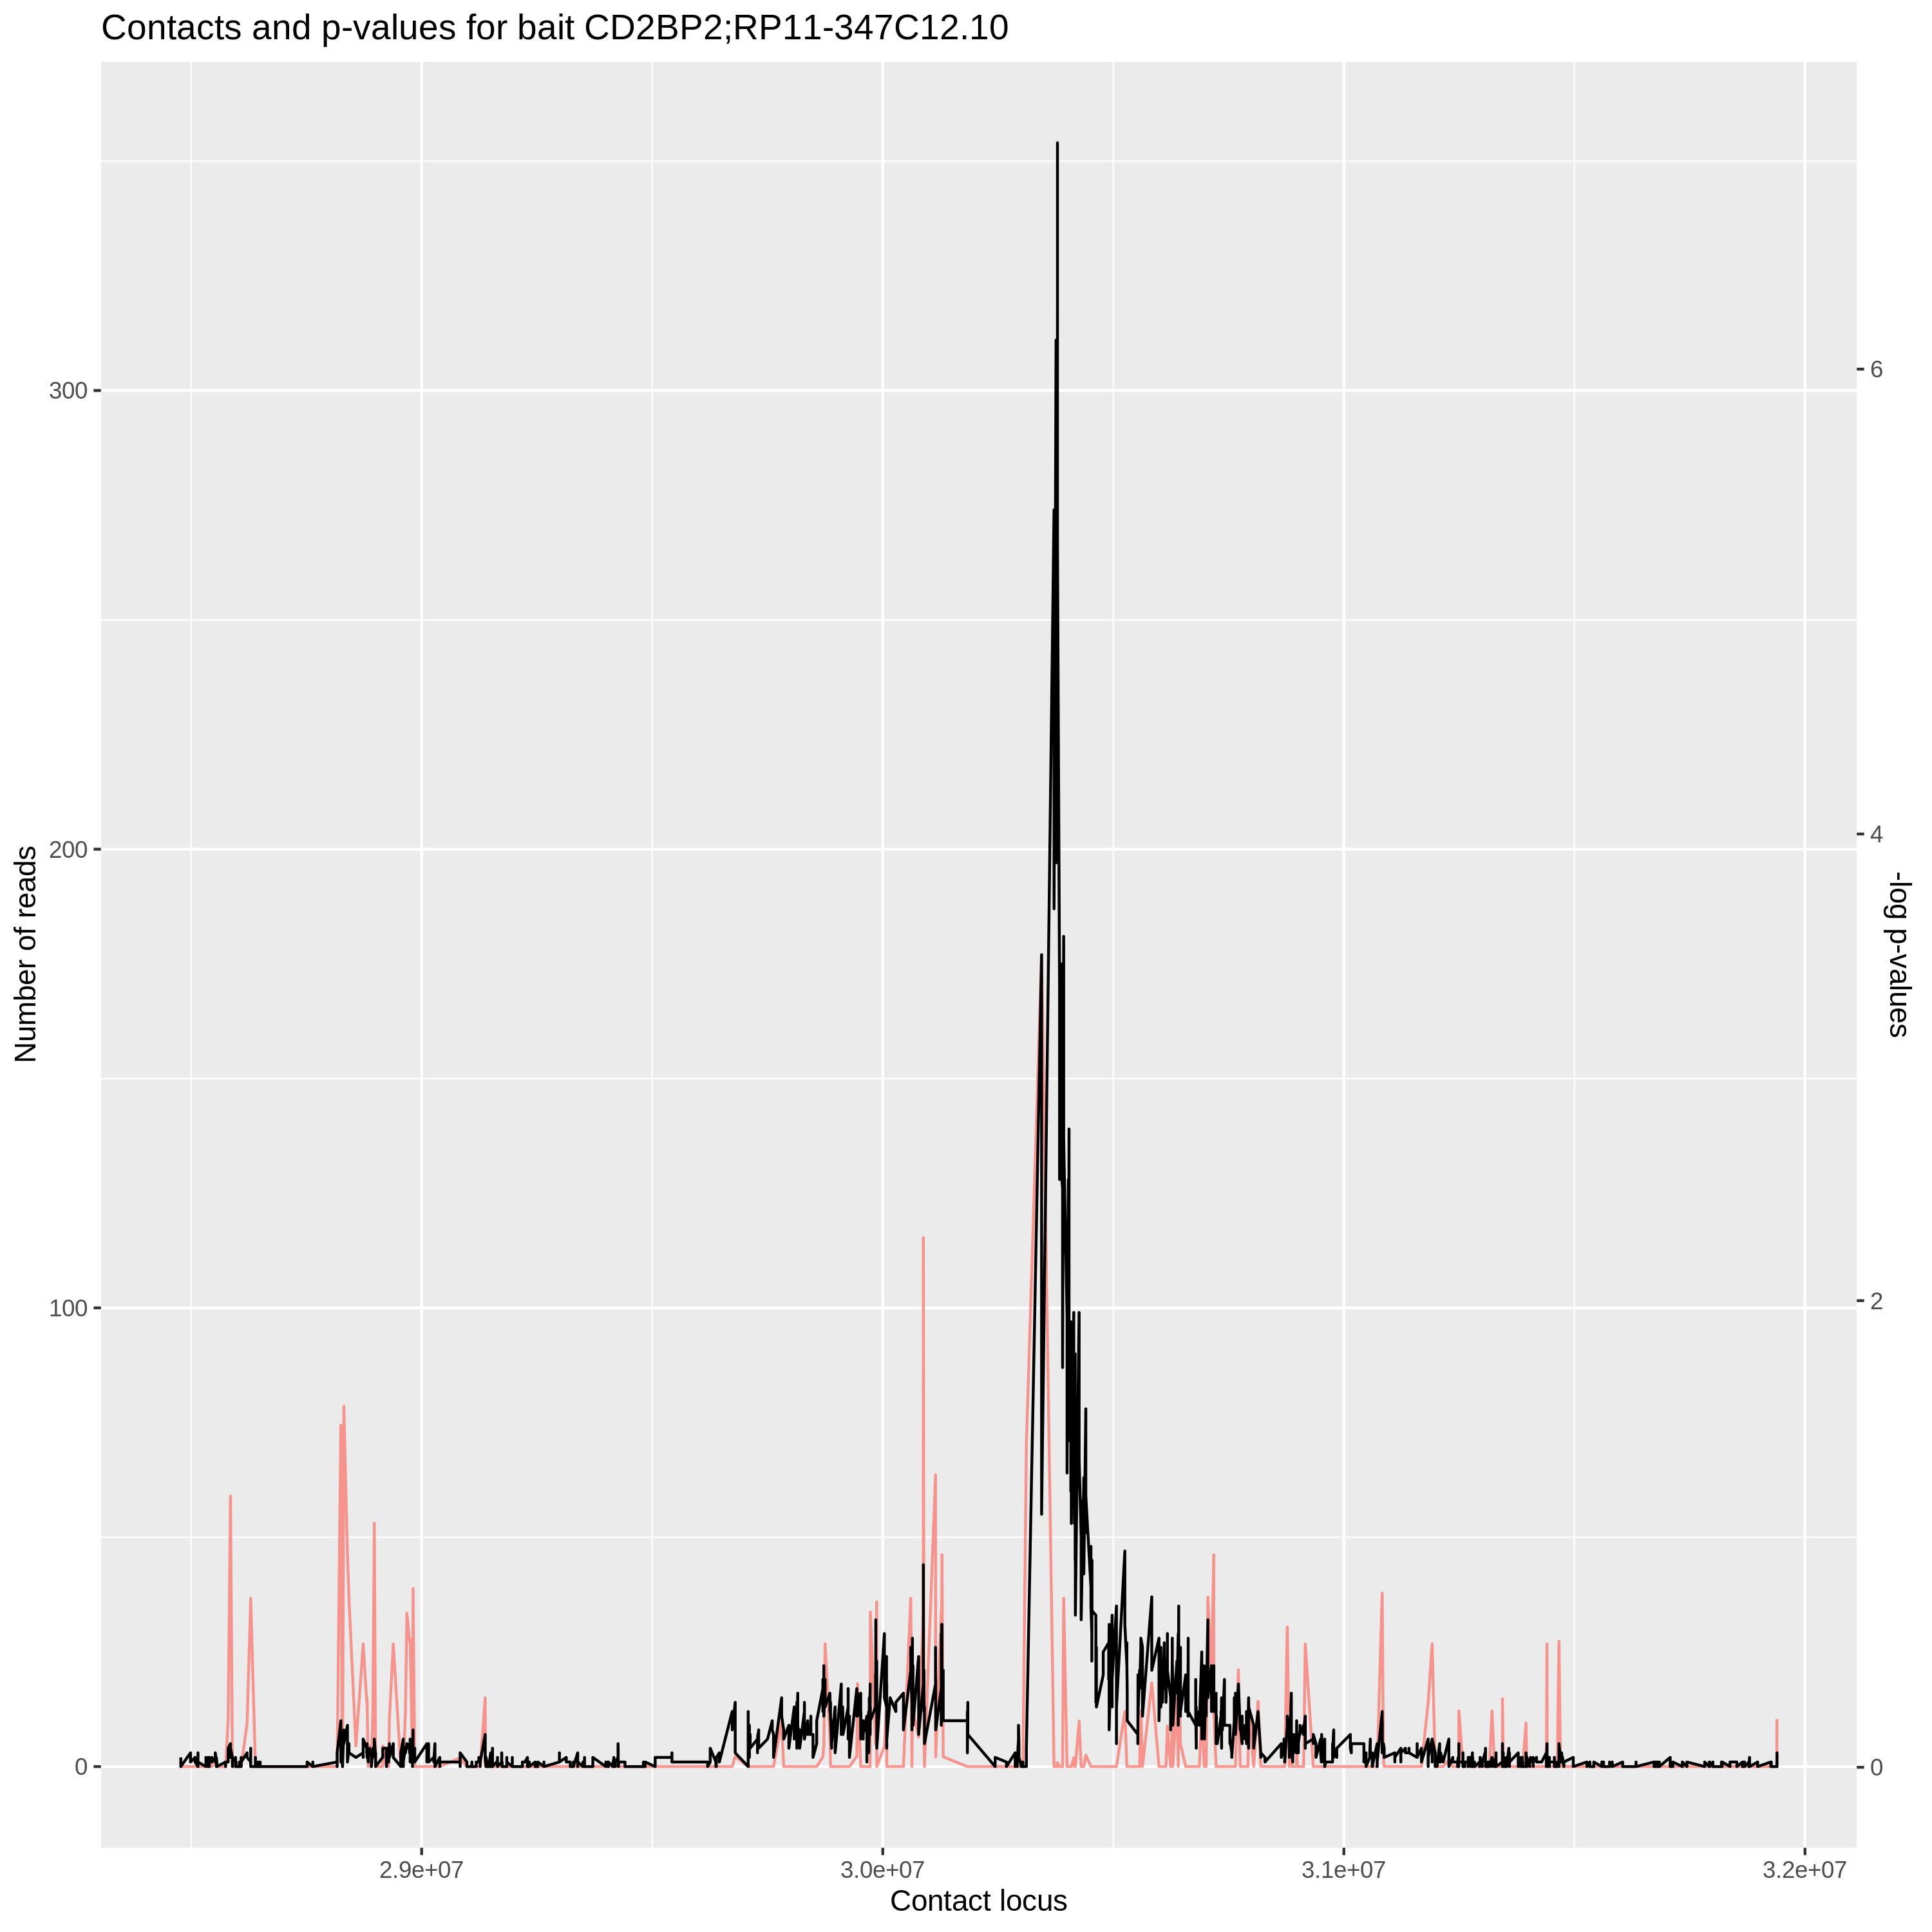 Contacts and p-values for bait CD2BP2;RP11-347C12.10
Number of reads
300
200
100
0
6
4
2
0
-log p-values
2.9e+07
3.0e+07
3.1e+07
3.2e+07
Contact locus